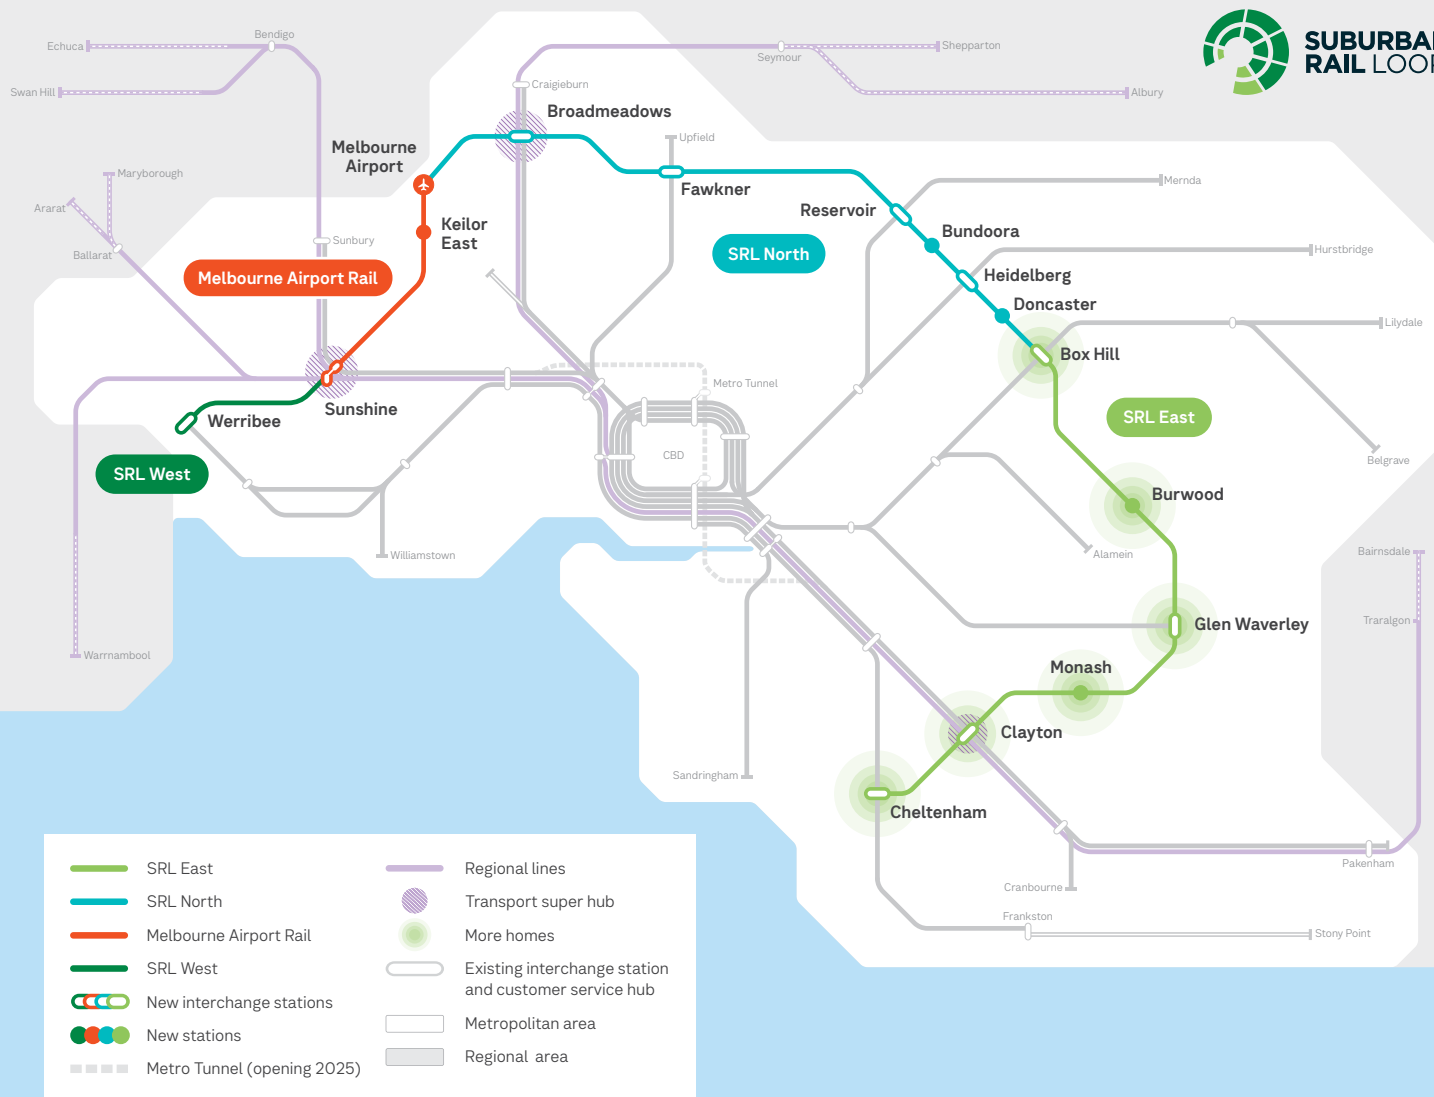 SUBURBA
RAIL LOOP
Echuca
Bendigo
Swan Hill
Seymour
Shepparton
Albury
Craigieburn
Broadmeadows
Melbourne
Airport
Upfield
Fawkner
Maryborough
Ararat
Ballarat
Sunbury
Keilor
East
Melbourne Airport Rail
SRL North
Reservoir
Bundoora
Heidelberg
Doncaster
Box Hill
Mernda
Hurstbridge
Lilydale
Belgrave
Metro Tunnel
CBD
Sunshine
Werribee
SRL West
SRL East
Burwood
Williamstown
Alamein
Bairnsdale
Traralgon
Glen Waverley
Monash
Clayton
Warrnambool
Sandringham
Cheltenham
Pakenham
Cranbourne
Frankston
Stony Point
SRL East
SRL North
Melbourne Airport Rail
SRL West
New interchange stations
New stations
Metro Tunnel (opening 2025)
Regional lines
Transport super hub
More homes
Existing interchange station
and customer service hub
Metropolitan area
Regional area